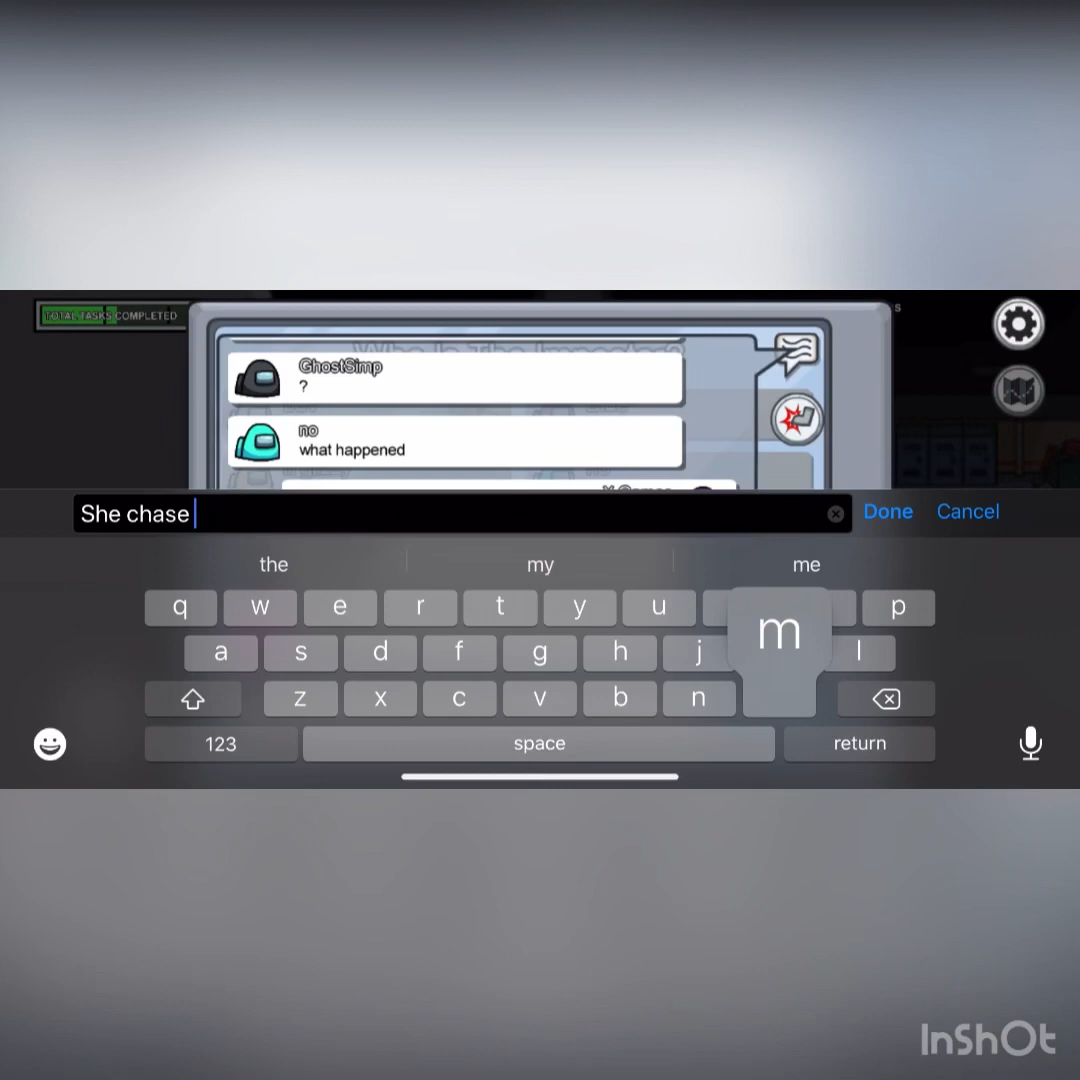 TOTAL TASKS COMPLETED
GhostSimp
?
no
what happened
She chase
Done
Cancel
the
my
me
q w e r t y u p
a s d f g h j l
m
z x c v b n
123
space
return
InShOt